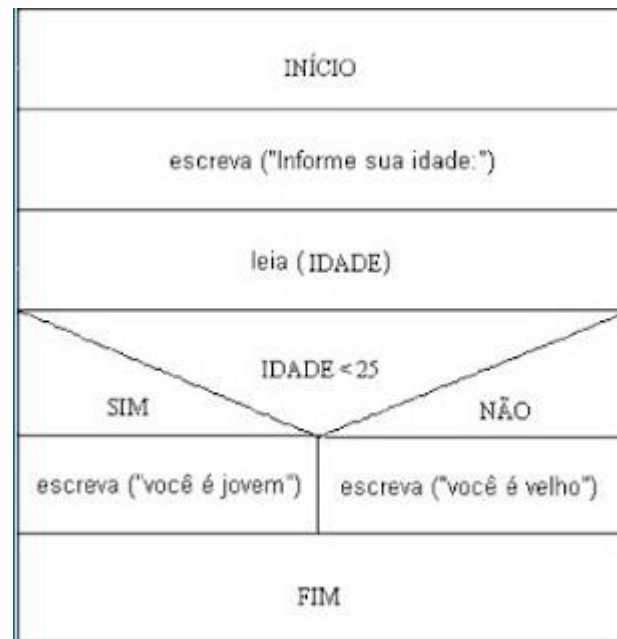 INÍCIO
escreva ("Informe sua idade:")
leia (IDADE)
IDADE < 25
SIM
NÃO
escreva ("você é jovem")
escreva ("você é velho")
FIM